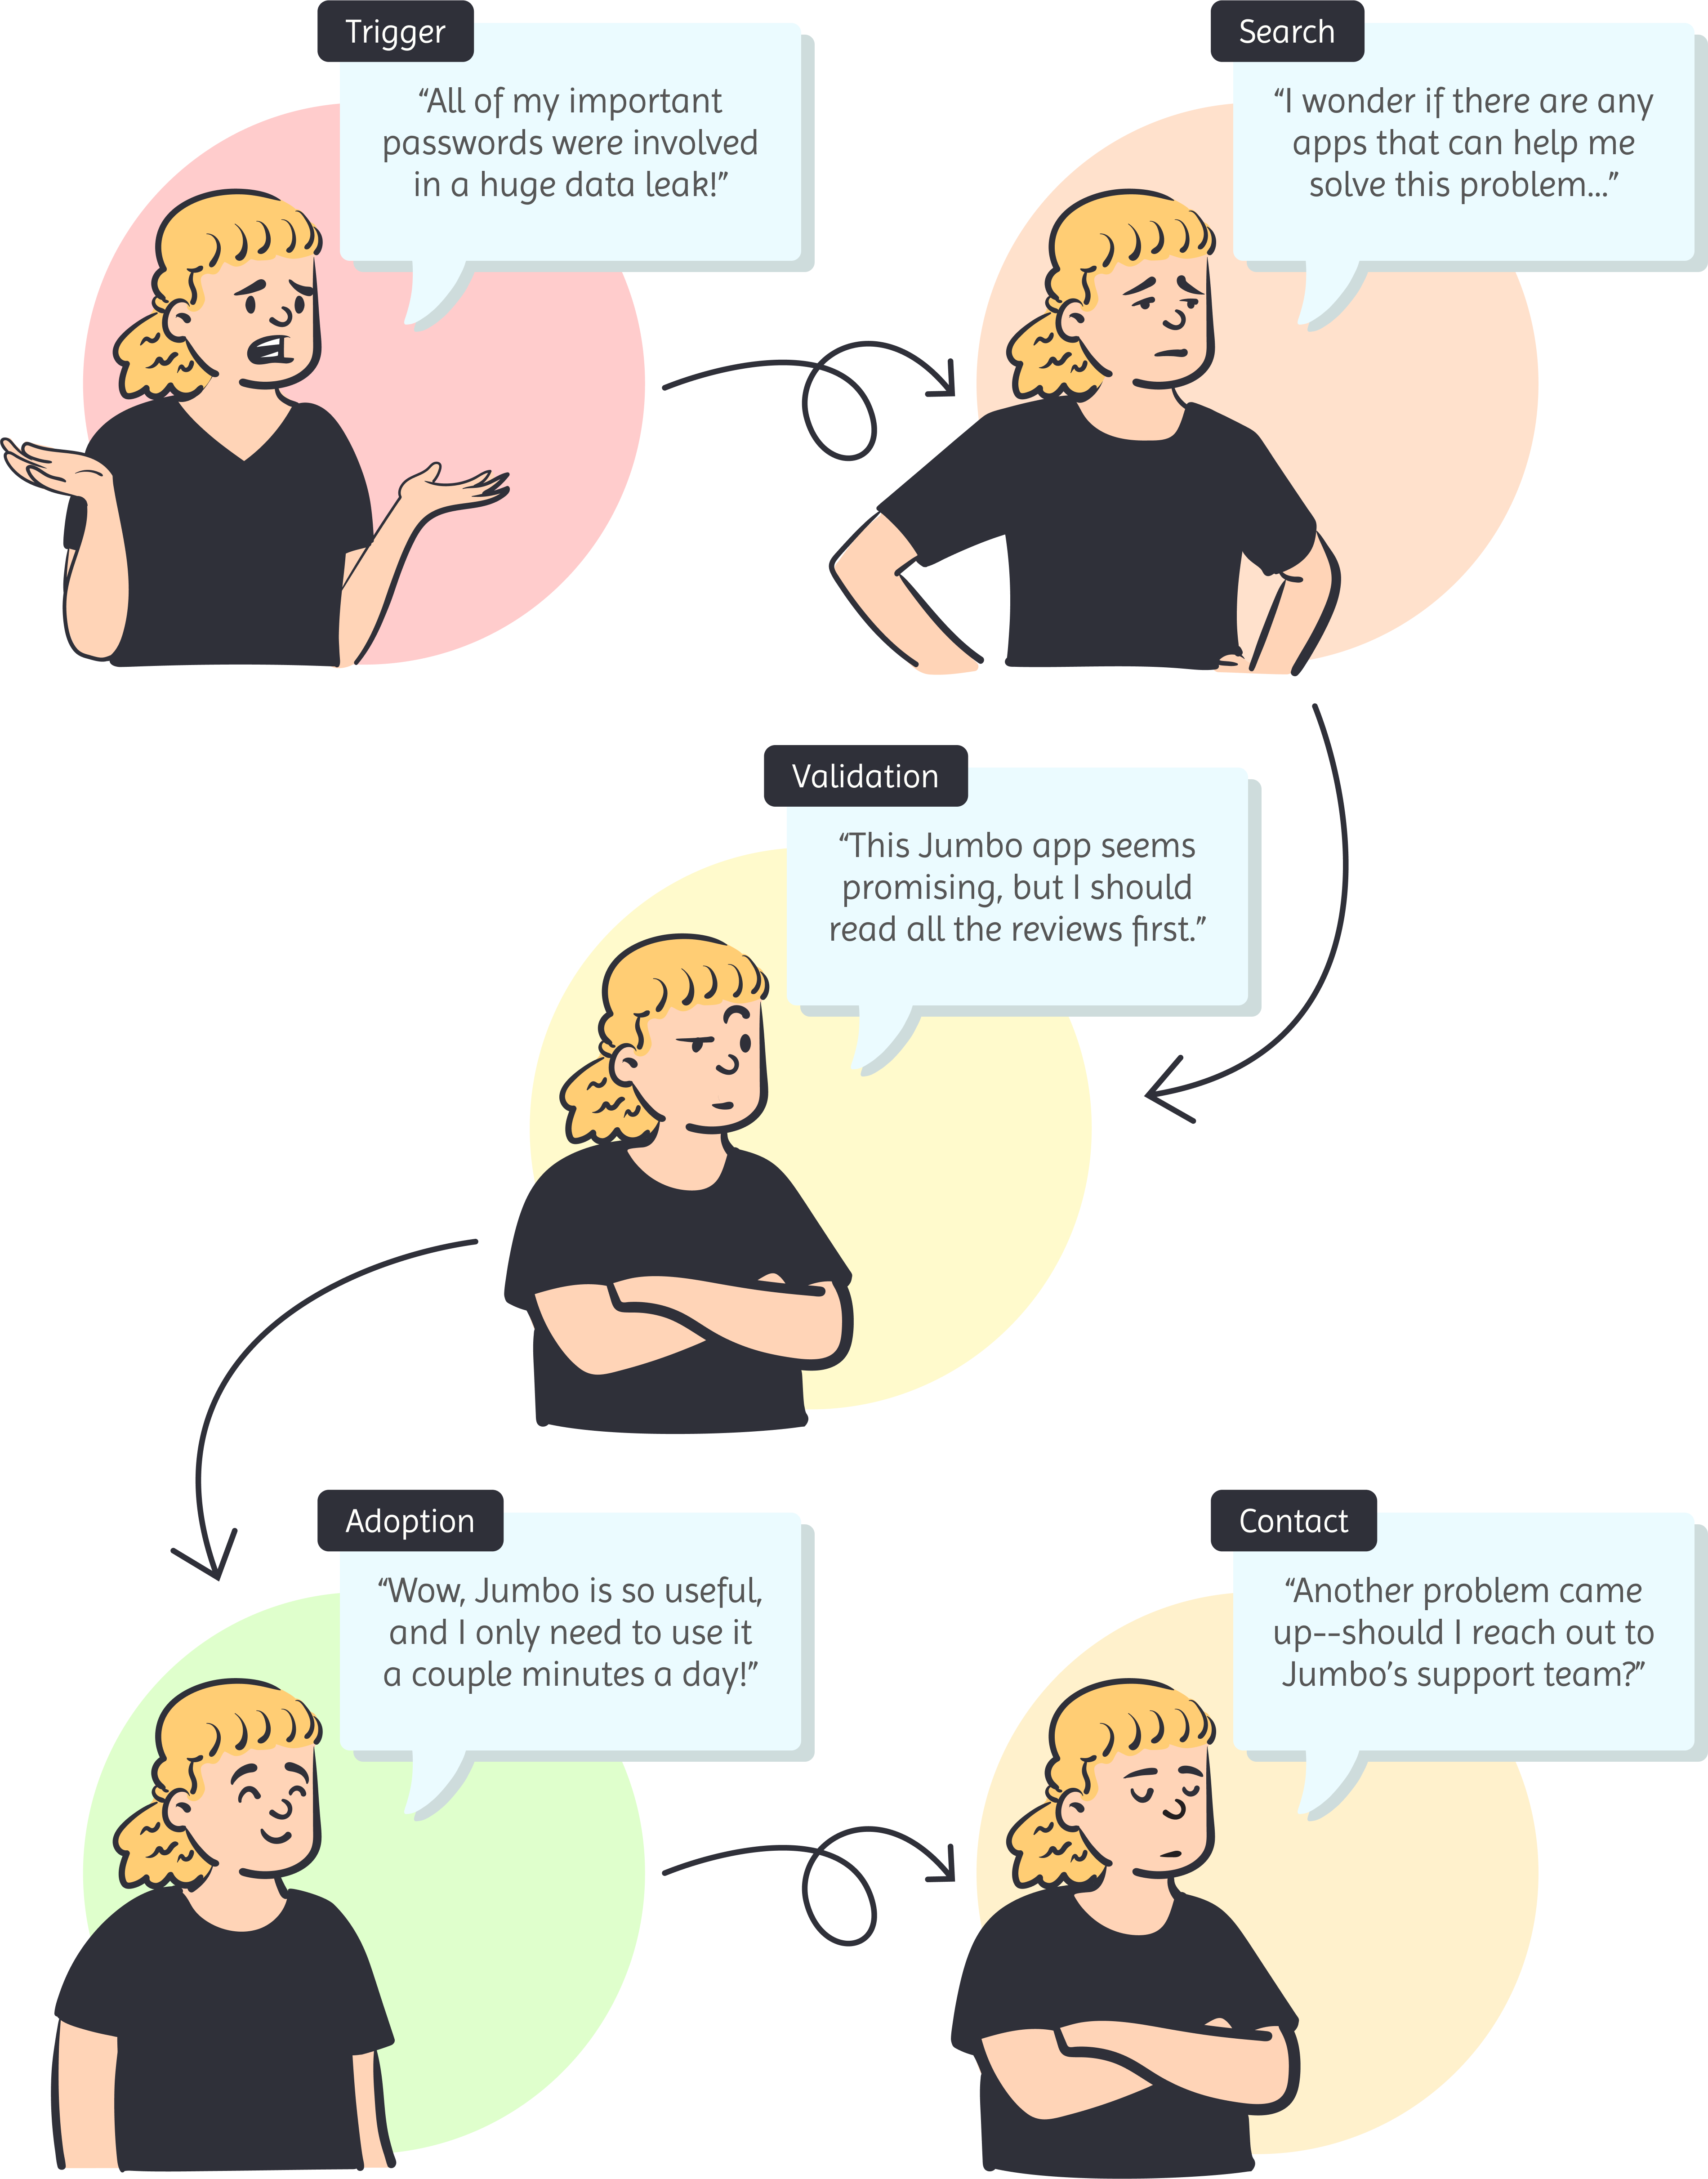 Trigger
“All of my important
passwords were involved
in a huge data leak!”
Search
“I wonder if there are any
apps that can help me
solve this problem...”
Validation
“This Jumbo app seems
promising, but I should
read all the reviews first.”
Adoption
“Wow, Jumbo is so useful,
and I only need to use it
a couple minutes a day!”
Contact
“Another problem came
up--should I reach out to
Jumbo’s support team?”